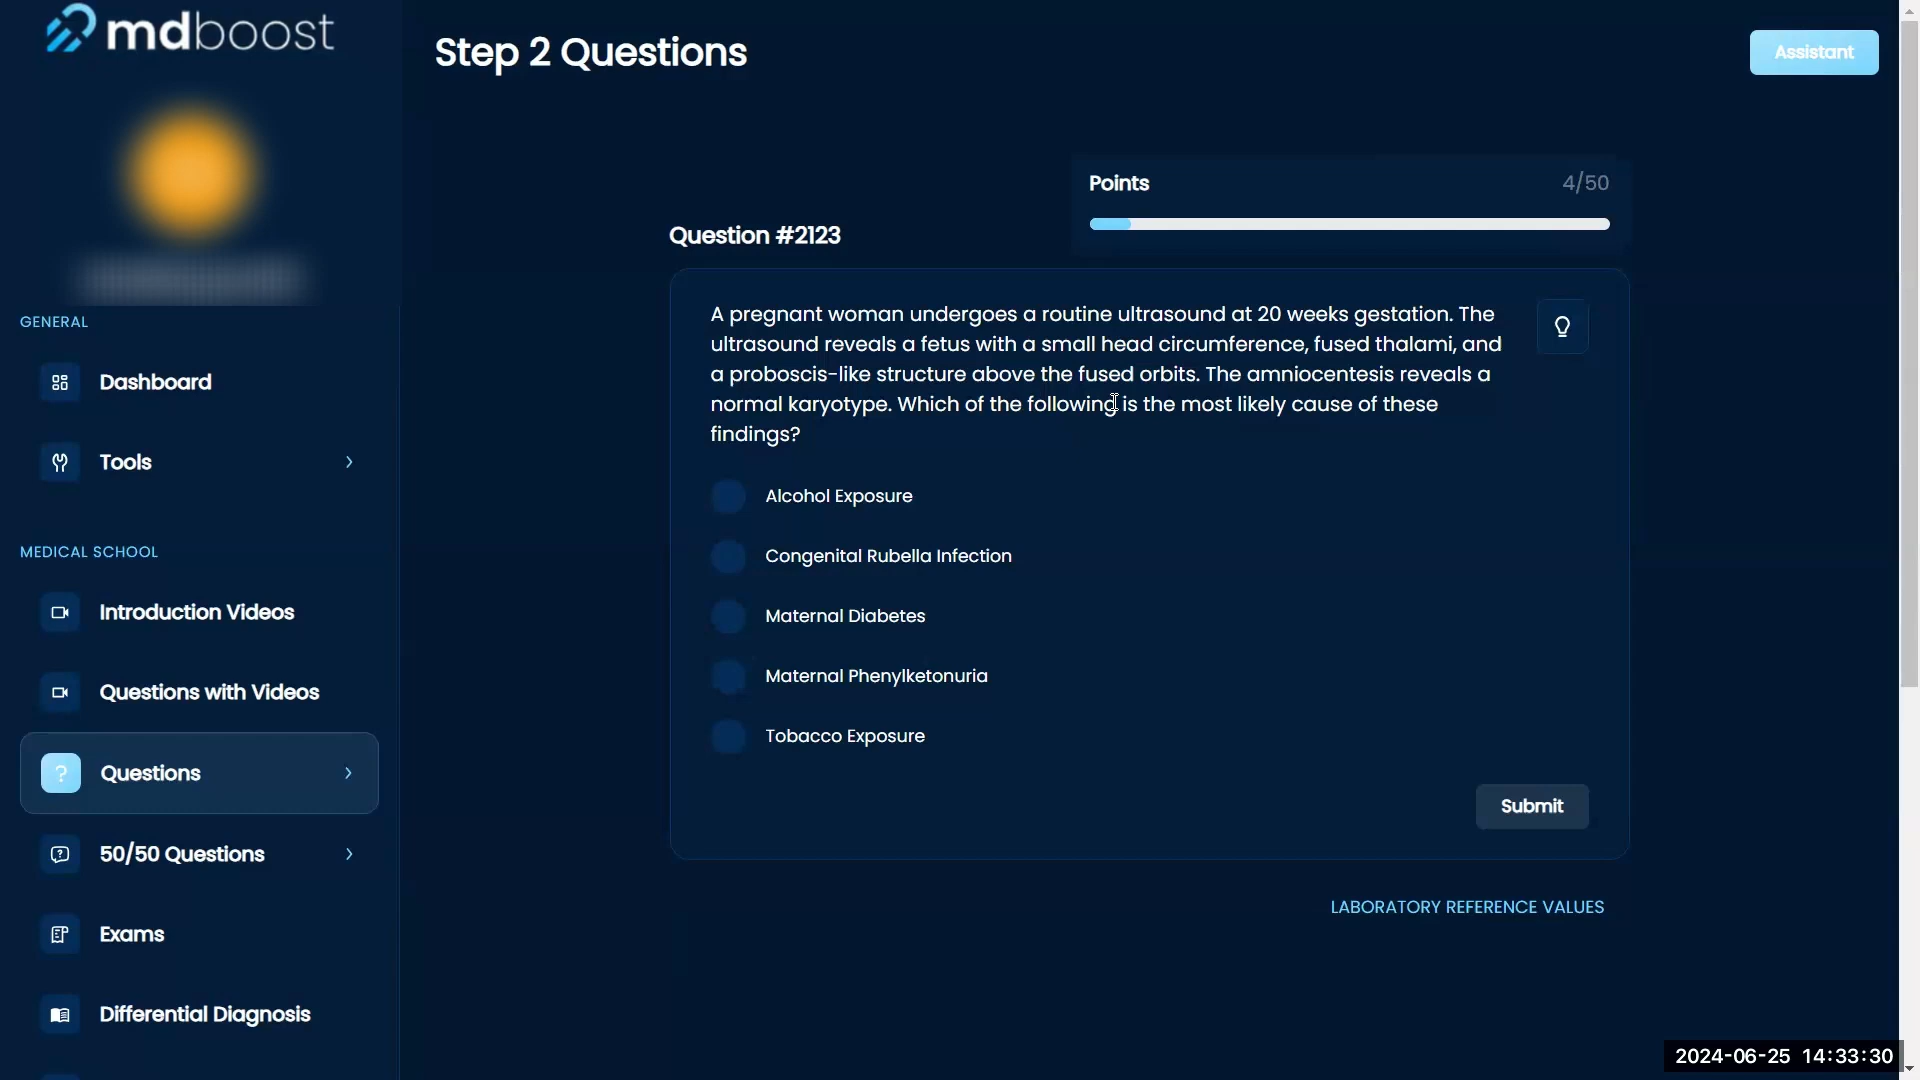 mdboost
Step 2 Questions
Assistant
Points
4/50
Question #2123
A pregnant woman undergoes a routine ultrasound at 20 weeks gestation. The
ultrasound reveals a fetus with a small head circumference, fused thalami, and
a proboscis-like structure above the fused orbits. The amniocentesis reveals a
normal karyotype. Which of the following is the most likely cause of these
findings?
Alcohol Exposure
Congenital Rubella Infection
Maternal Diabetes
Maternal Phenylketonuria
Tobacco Exposure
Submit
LABORATORY REFERENCE VALUES
GENERAL
Dashboard
Tools
MEDICAL SCHOOL
Introduction Videos
Questions with Videos
Questions
50/50 Questions
Exams
Differential Diagnosis
2024-06-25 14:33:30